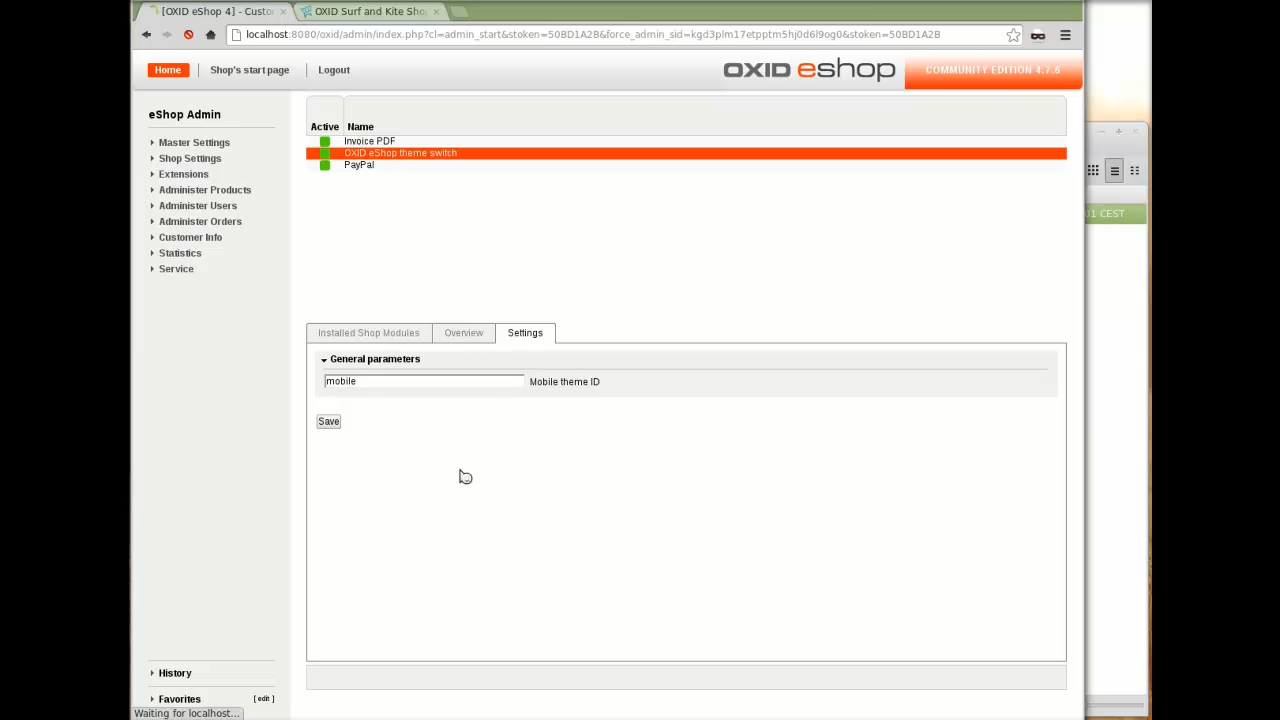 [OXID eShop 4] - Custo
OXID Surf and Kite Sho
localhost:8080/oxid/admin/index.php?cl=admin_start&stoken=50BD1A2B&force_admin_sid=kgd3plm17etpptm5hj0d6l9og0&stoken=50BD1A2B
Home
Shop's start page
Logout
OXID eshop
COMMUNITY EDITION 4.7.6
eShop Admin
Master Settings
Shop Settings
Extensions
Administer Products
Administer Users
Administer Orders
Customer Info
Statistics
Service
History
Favorites
[ edit ]
Active
Name
Invoice PDF
OXID eShop theme switch
PayPal
Installed Shop Modules
Overview
Settings
General parameters
mobile
Mobile theme ID
Save
01 CEST
Waiting for localhost...